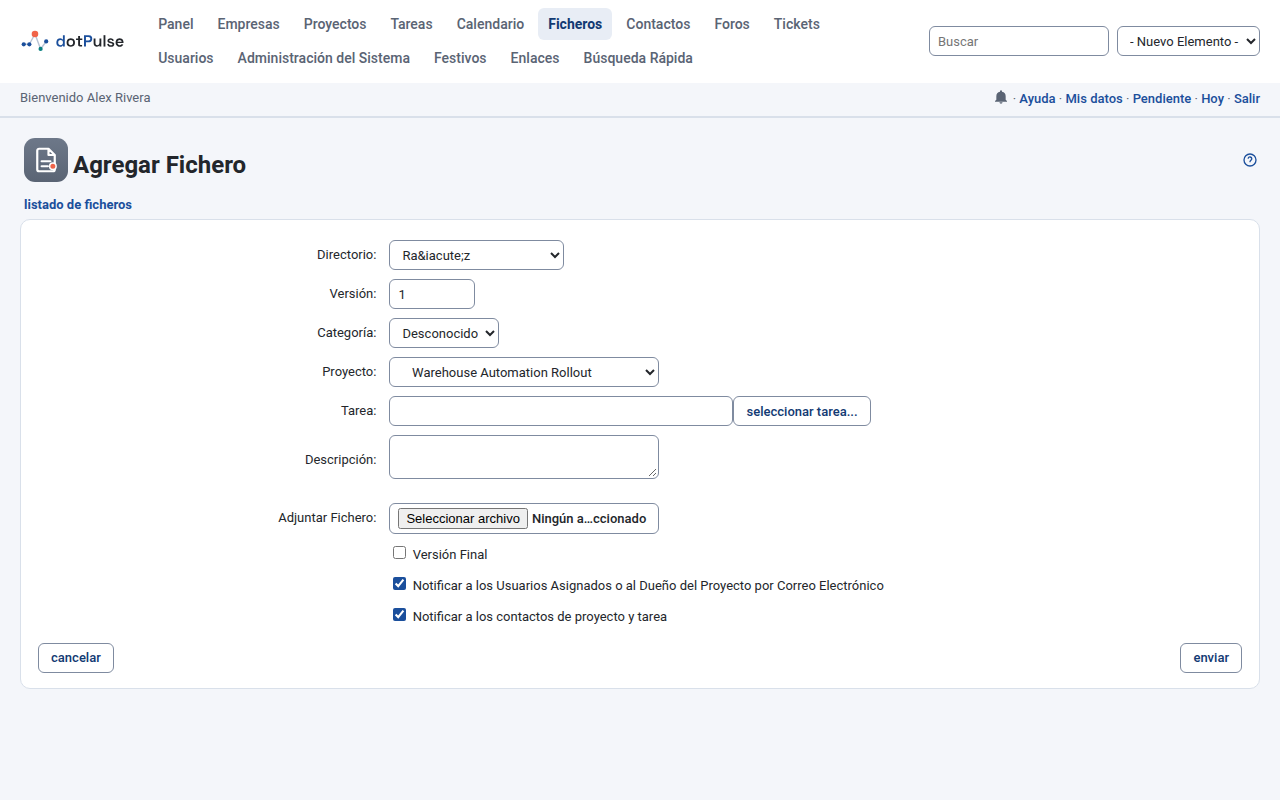 dotPulse
Panel Empresas Proyectos Tareas Calendario Ficheros Contactos Foros Tickets
Usuarios Administración del Sistema Festivos Enlaces Búsqueda Rápida
Buscar
- Nuevo Elemento -
Bienvenido Alex Rivera
· Ayuda · Mis datos · Pendiente · Hoy · Salir
Agregar Fichero
listado de ficheros
Directorio: Ra&iacute;z
Versión: 1
Categoría: Desconocido
Proyecto: Warehouse Automation Rollout
Tarea: seleccionar tarea...
Descripción:
Adjuntar Fichero: Seleccionar archivo Ningún a...ccionado
Versión Final
Notificar a los Usuarios Asignados o al Dueño del Proyecto por Correo Electrónico
Notificar a los contactos de proyecto y tarea
cancelar enviar